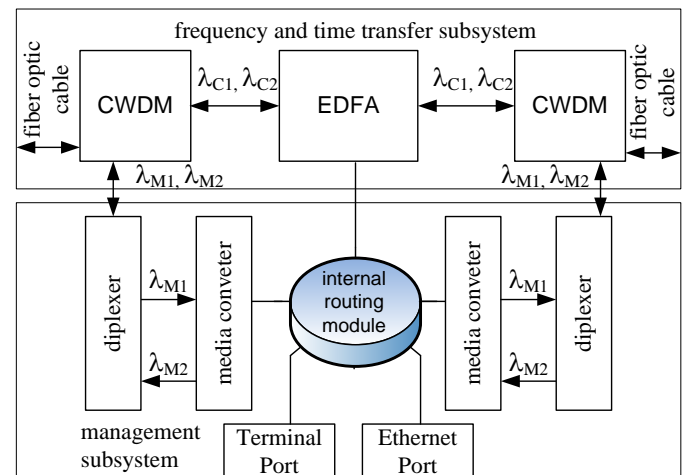 frequency and time transfer subsystem
fiber optic
cable
CWDM
λC1, λC2
EDFA
λC1, λC2
CWDM
fiber optic
cable
λM1, λM2
λM1, λM2
diplexer
λM1
λM2
media conveter
internal
routing
module
media conveter
λM1
λM2
diplexer
management
subsystem
Terminal
Port
Ethernet
Port